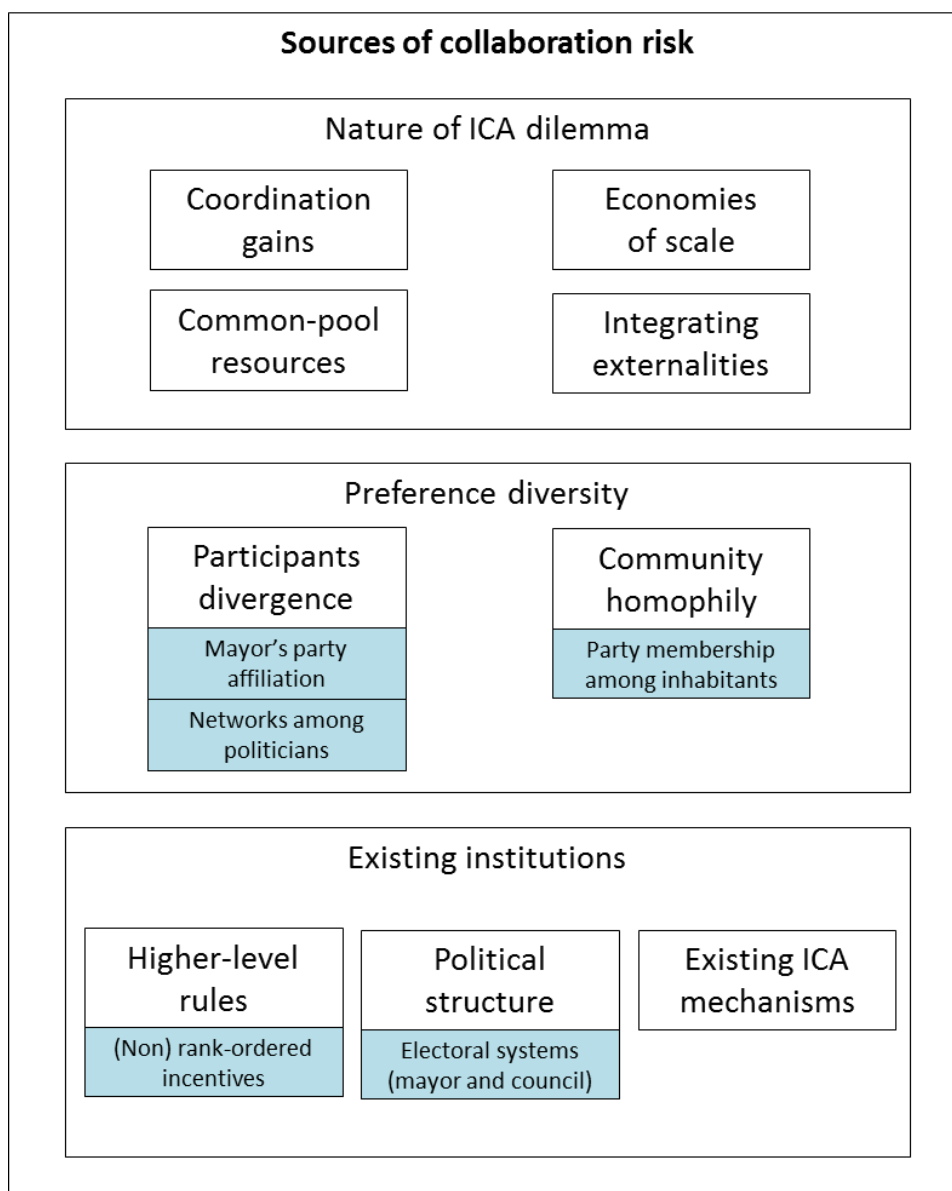 Sources of collaboration risk
Nature of ICA dilemma
Coordination
gains
Economies
of scale
Common-pool
resources
Integrating
externalities
Preference diversity
Participants
divergence
Mayor's party
affiliation
Networks among
politicians
Community
homophily
Party membership
among inhabitants
Existing institutions
Higher-level
rules
(Non) rank-ordered
incentives
Political
structure
Electoral systems
(mayor and council)
Existing ICA
mechanisms